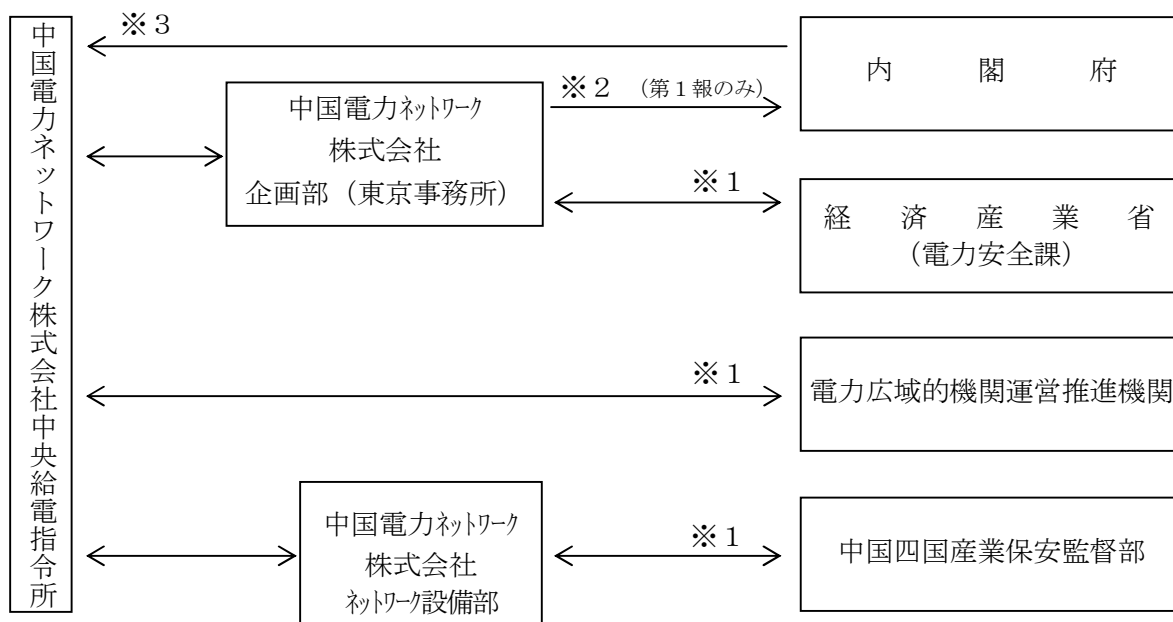 中国電力ネットワーク株式会社中央給電指令所
※3
内閣府
中国電力ネットワーク
株式会社
企画部（東京事務所）
※2 （第1報のみ）
※1
経済産業省
（電力安全課）
※1
電力広域的機関運営推進機関
中国電力ネットワーク
株式会社
ネットワーク設備部
※1
中国四国産業保安監督部